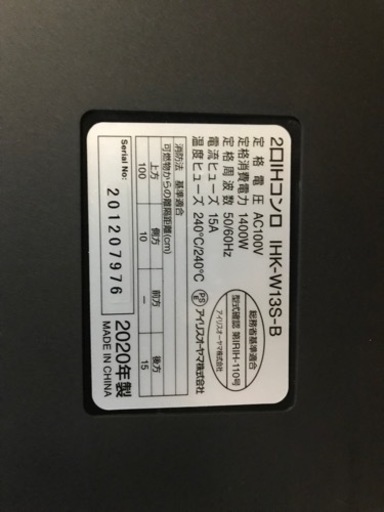 2口IHコンロ IHK-W13S-B
定格電圧 AC100V
定格消費電力 1400W
定格周波数 50/60Hz
電流ヒューズ 15A
温度ヒューズ 240℃/240℃
総務省基準適合
型式確認 第IRIH-110号
アイリスオーヤマ株式会社
PS E アイリスオーヤマ株式会社
消防法 基準適合
可燃物からの離隔距離(cm)
上方 側方 前方 後方
100 10 — 15
Serial No. 201207976
2020年製
MADE IN CHINA